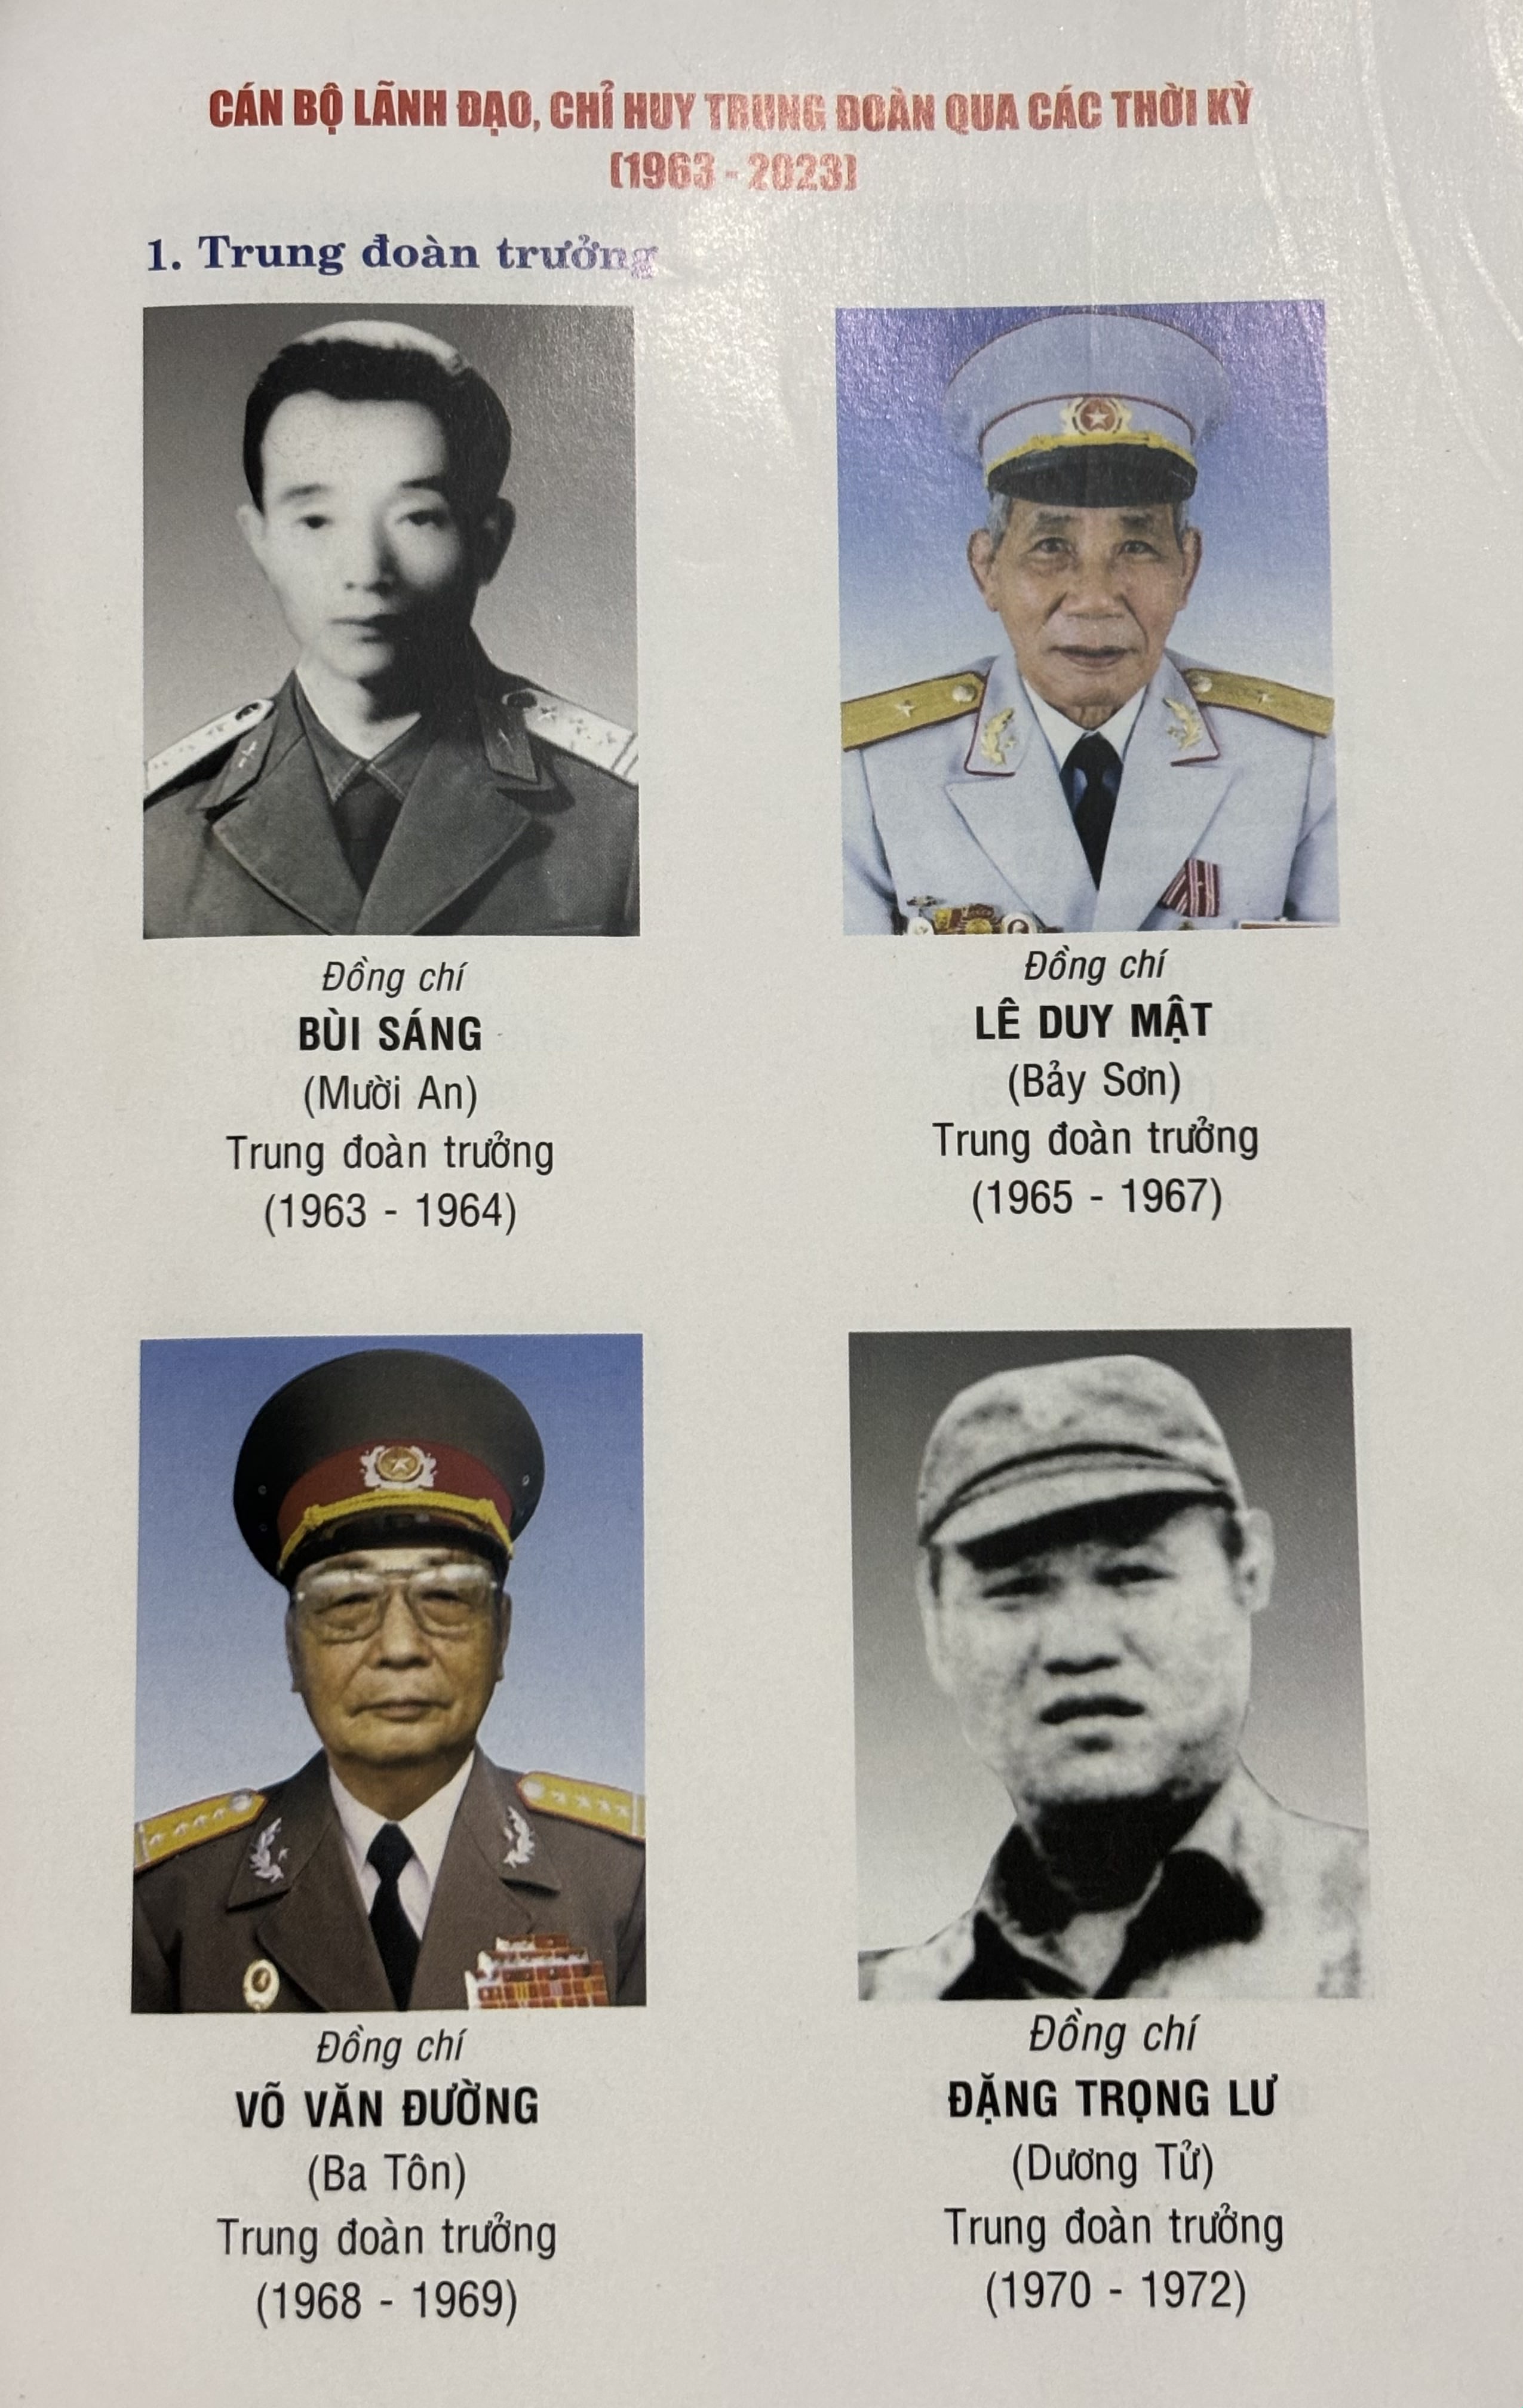 CÁN BỘ LÃNH ĐẠO, CHỈ HUY TRUNG ĐOÀN QUA CÁC THỜI KỲ
(1963 - 2023)
1. Trung đoàn trưởng
Đồng chí
BÙI SÁNG
(Mười An)
Trung đoàn trưởng
(1963 - 1964)
Đồng chí
LÊ DUY MẬT
(Bảy Sơn)
Trung đoàn trưởng
(1965 - 1967)
Đồng chí
VÕ VĂN ĐƯỜNG
(Ba Tôn)
Trung đoàn trưởng
(1968 - 1969)
Đồng chí
ĐẶNG TRỌNG LƯ
(Dương Tử)
Trung đoàn trưởng
(1970 - 1972)